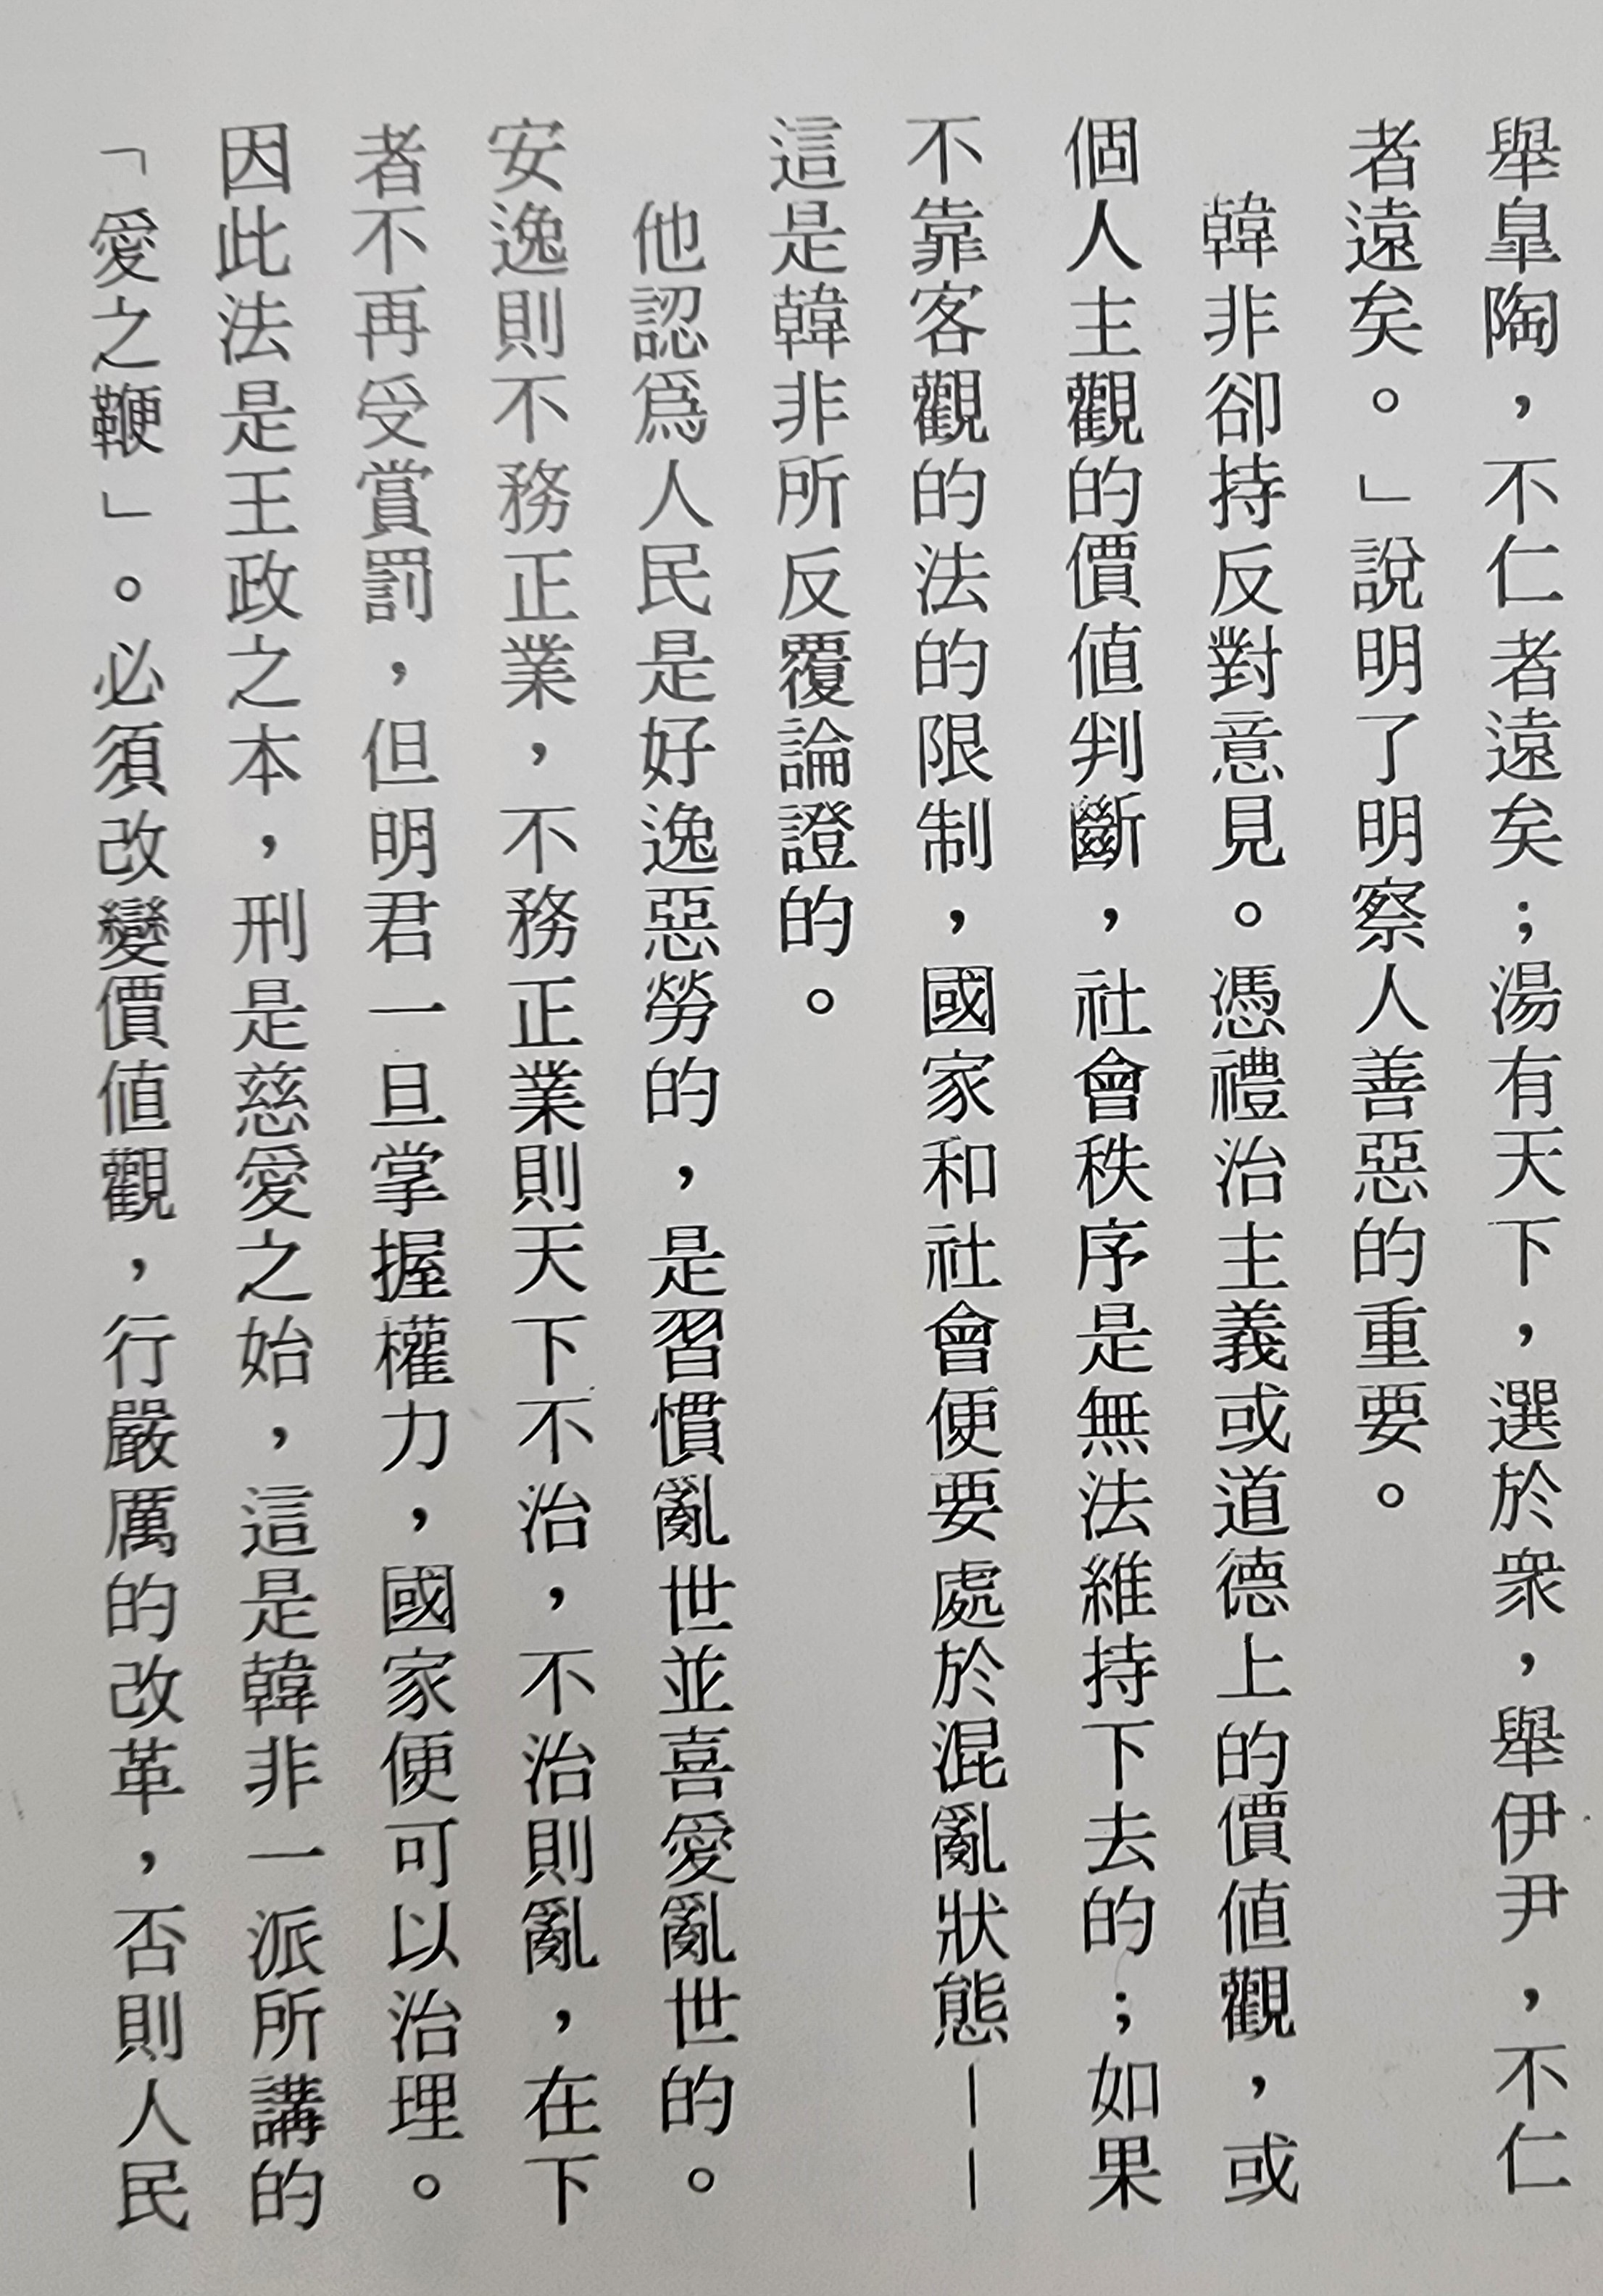 舉皐陶，不仁者遠矣；湯有天下，選於衆，舉伊尹，不仁
者遠矣。」說明了明察人善惡的重要。
韓非卻持反對意見。憑禮治主義或道德上的價值觀，或
個人主觀的價值判斷，社會秩序是無法維持下去的；如果
不靠客觀的法的限制，國家和社會便要處於混亂狀態——
這是韓非所反覆論證的。
他認爲人民是好逸惡勞的，是習慣亂世並喜愛亂世的。
安逸則不務正業，不務正業則天下不治，不治則亂，在下
者不再受賞罰，但明君一旦掌握權力，國家便可以治理。
因此法是王政之本，刑是慈愛之始，這是韓非一派所講的
「愛之鞭」。必須改變價值觀，行嚴厲的改革，否則人民